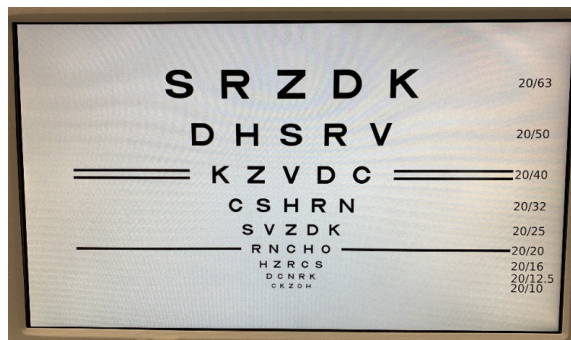 S R Z D K 20/63
D H S R V 20/50
K Z V D C 20/40
C S H R N 20/32
S V Z D K 20/25
R N C H O 20/20
H Z R C S 20/16
D C N R K 20/12.5
C K Z O H 20/10